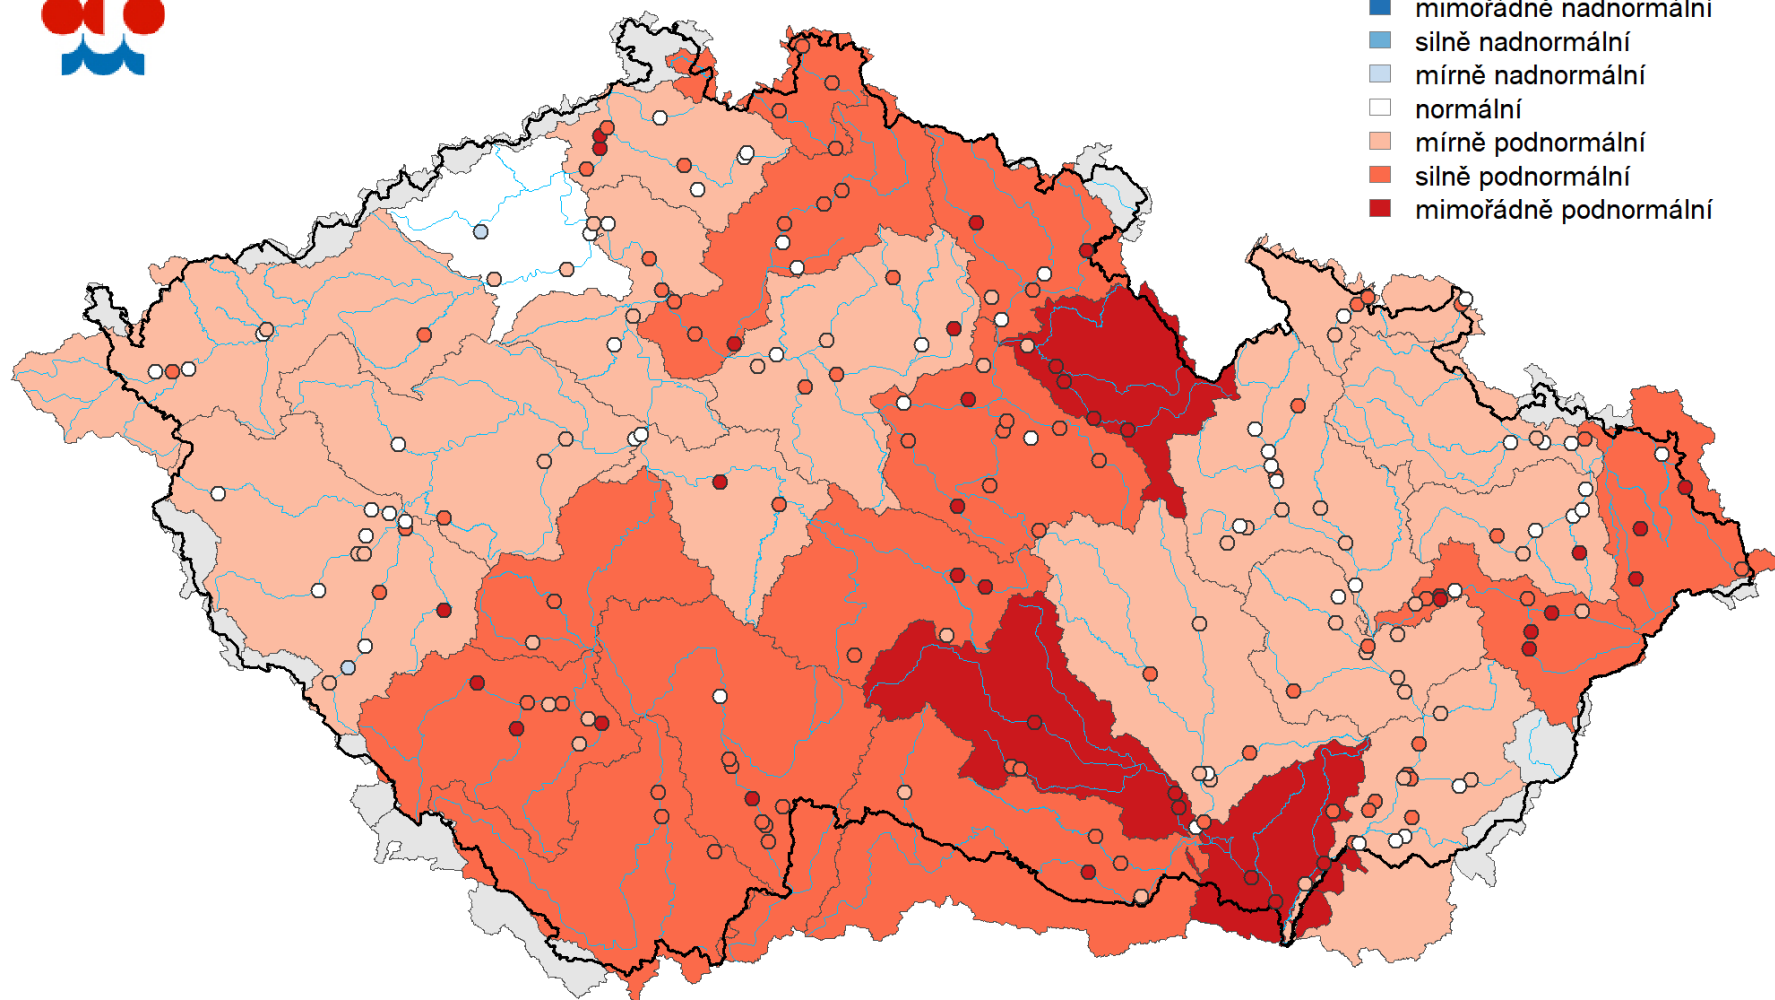 mimořádně nadnormální
silně nadnormální
mírně nadnormální
normální
mírně podnormální
silně podnormální
mimořádně podnormální